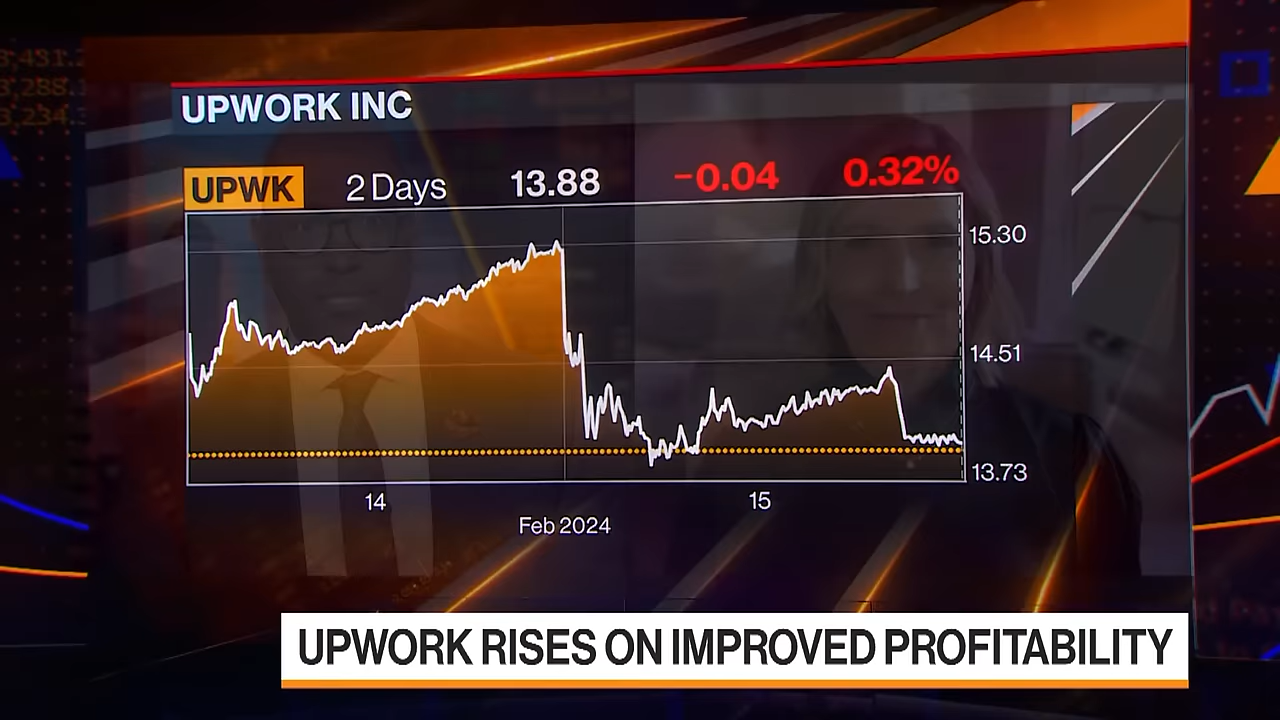 UPWORK INC
UPWK 2 Days 13.88 -0.04 0.32%
15.30
14.51
13.73
14 15
Feb 2024
UPWORK RISES ON IMPROVED PROFITABILITY